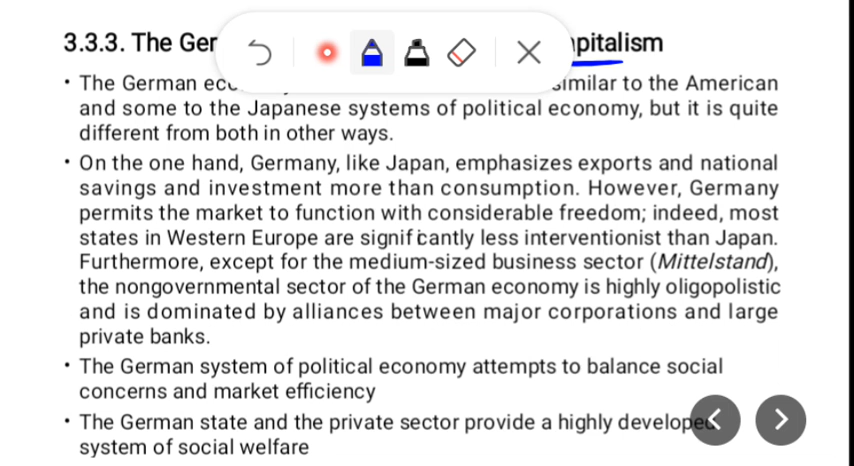 3.3.3. The Ger pitalism
• The German eco similar to the American
and some to the Japanese systems of political economy, but it is quite
different from both in other ways.
• On the one hand, Germany, like Japan, emphasizes exports and national
savings and investment more than consumption. However, Germany
permits the market to function with considerable freedom; indeed, most
states in Western Europe are significantly less interventionist than Japan.
Furthermore, except for the medium-sized business sector (Mittelstand),
the nongovernmental sector of the German economy is highly oligopolistic
and is dominated by alliances between major corporations and large
private banks.
• The German system of political economy attempts to balance social
concerns and market efficiency
• The German state and the private sector provide a highly develope
system of social welfare